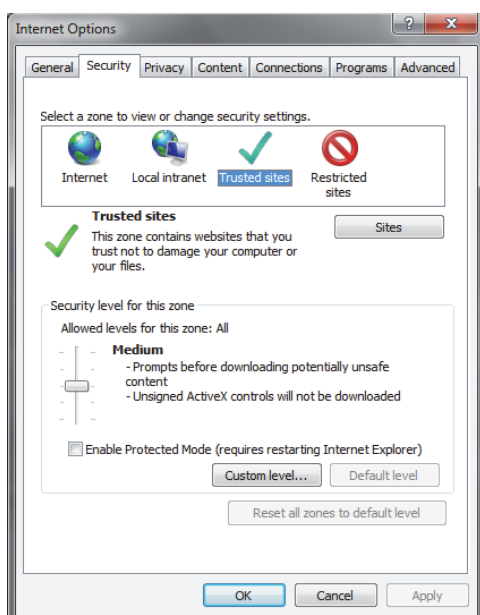 Internet Options
?
X
General Security Privacy Content Connections Programs Advanced
Select a zone to view or change security settings.
Internet Local intranet Trusted sites Restricted
sites
Trusted sites
Sites
This zone contains websites that you
trust not to damage your computer or
your files.
Security level for this zone
Allowed levels for this zone: All
Medium
- Prompts before downloading potentially unsafe
content
- Unsigned ActiveX controls will not be downloaded
Enable Protected Mode (requires restarting Internet Explorer)
Custom level... Default level
Reset all zones to default level
OK Cancel Apply